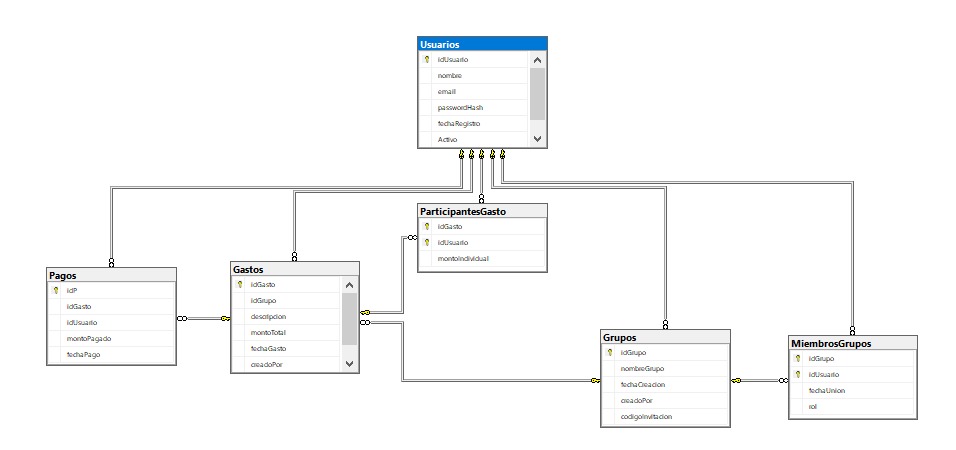 Usuarios
idUsuario
nombre
email
passwordHash
fechaRegistro
Activo
ParticipantesGasto
idGasto
idUsuario
montoIndividual
Pagos
idP
idGasto
idUsuario
montoPagado
fechaPago
Gastos
idGasto
idGrupo
descripcion
montoTotal
fechaGasto
creadoPor
Grupos
idGrupo
nombreGrupo
fechaCreacion
creadoPor
codigoInvitacion
MiembrosGrupos
idGrupo
idUsuario
fechaUnion
rol